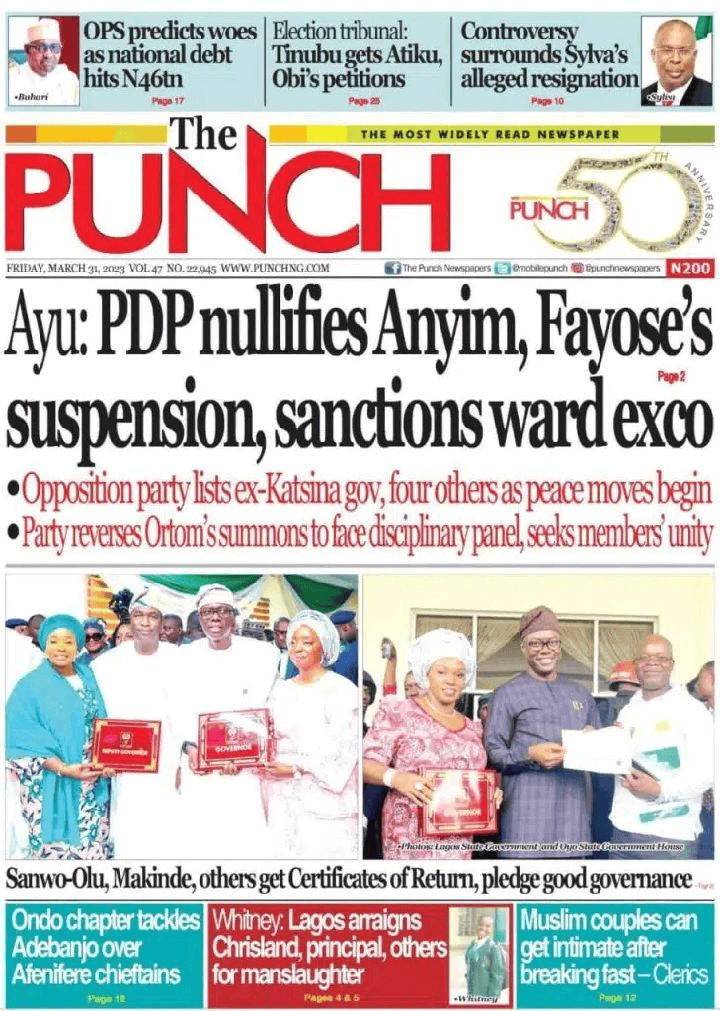 OPS predicts woes
as national debt
hits N46tn
•Buhari
Page 17
Election tribunal:
Tinubu gets Atiku,
Obi's petitions
Page 25
Controversy
surrounds Sylva's
alleged resignation
Page 10
•Sylva
The
THE MOST WIDELY READ NEWSPAPER
PUNCH
PUNCH
50TH
ANNIVERSARY
FRIDAY, MARCH 31, 2023 VOL.47 NO. 22,945 WWW.PUNCHNG.COM
The Punch Newspapers
@mobilepunch
@punchnewspapers
N200
Ayu: PDP nullifies Anyim, Fayose's
Page 2
suspension, sanctions ward exco
•Opposition party lists ex-Katsina gov, four others as peace moves begin
•Party reverses Ortom's summons to face disciplinary panel, seeks members' unity
DEPUTY GOVERNOR
GOVERNOR
GOVERNOR
•Photos: Lagos State Government and Oyo State Government House
Sanwo-Olu, Makinde, others get Certificates of Return, pledge good governance
Ondo chapter tackles
Adebanjo over
Afenifere chieftains
Page 12
Whitney: Lagos arraigns
Chrisland, principal, others
for manslaughter
Pages 4 & 5
•Whitney
Muslim couples can
get intimate after
breaking fast – Clerics
Page 12